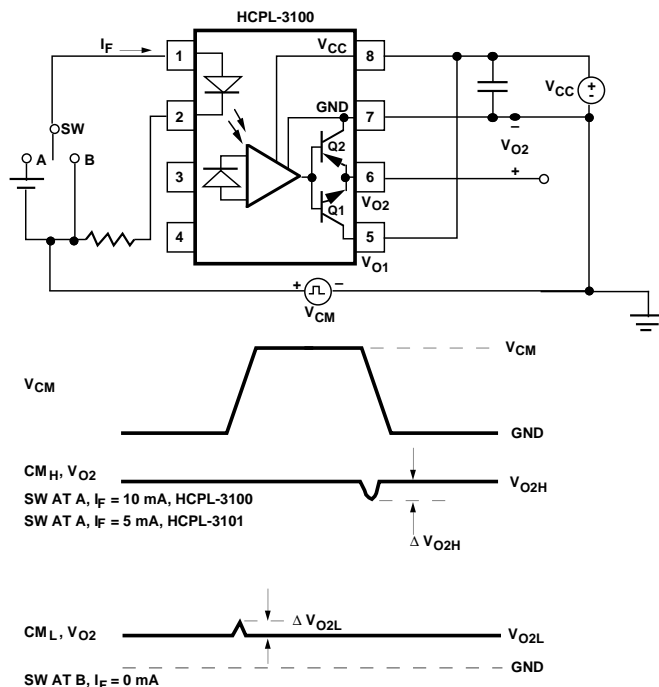 HCPL-3100
I_F
1
V_CC
8
SW
A
B
2
GND
7
V_CC
+
-
Q2
–
V_O2
3
6
+
V_O2
Q1
4
5
V_O1
+
–
V_CM
V_CM
V_CM
GND
CM_H, V_O2
V_O2H
SW AT A, I_F = 10 mA, HCPL-3100
SW AT A, I_F = 5 mA, HCPL-3101
Δ V_O2H
Δ V_O2L
CM_L, V_O2
V_O2L
GND
SW AT B, I_F = 0 mA